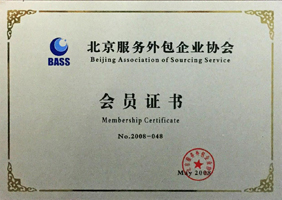 BASS
北京服务外包企业协会
Beijing Association of Sourcing Service
会员证书
Membership Certificate
No.2008-048
May 2008